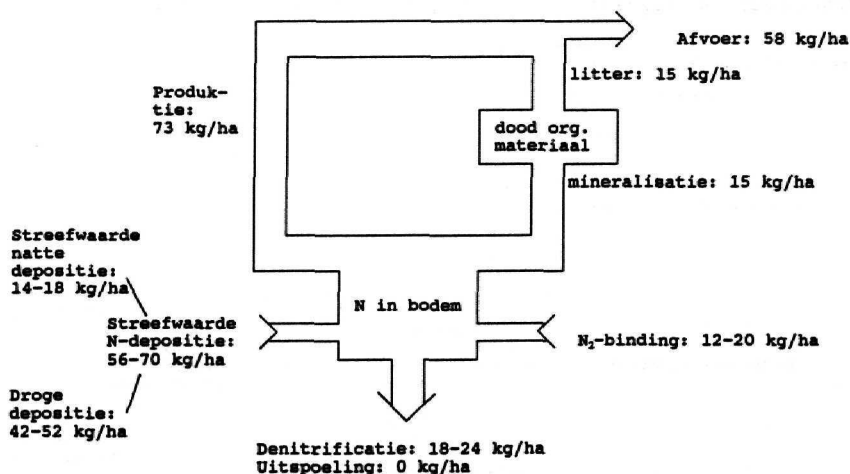 Afvoer: 58 kg/ha
litter: 15 kg/ha
Produk-
tie:
73 kg/ha
dood org.
materiaal
mineralisatie: 15 kg/ha
Streefwaarde
natte
depositie:
14-18 kg/ha
N in bodem
Streefwaarde
N-depositie:
56-70 kg/ha
N₂-binding: 12-20 kg/ha
Droge
depositie:
42-52 kg/ha
Denitrificatie: 18-24 kg/ha
Uitspoeling: 0 kg/ha